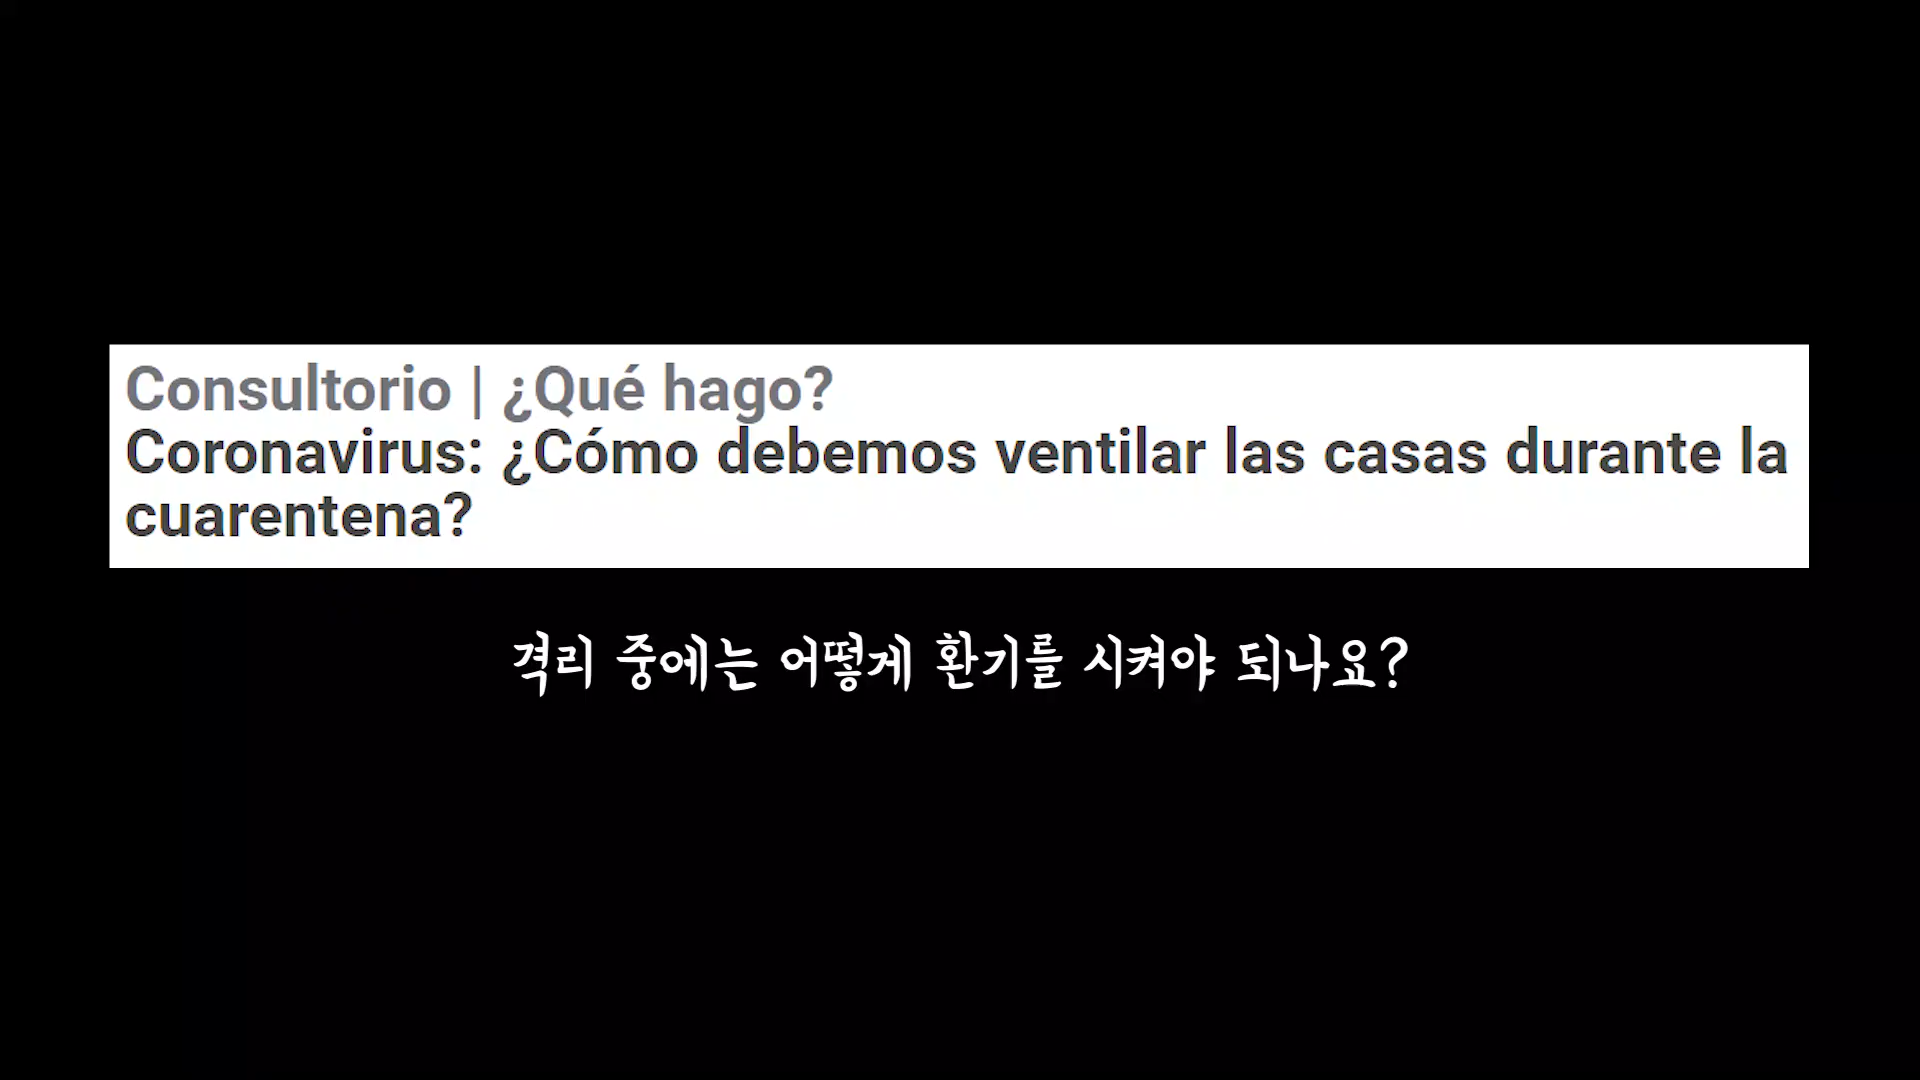 Consultorio | ¿Qué hago?
Coronavirus: ¿Cómo debemos ventilar las casas durante la
cuarentena?
격리 중에는 어떻게 환기를 시켜야 되나요?